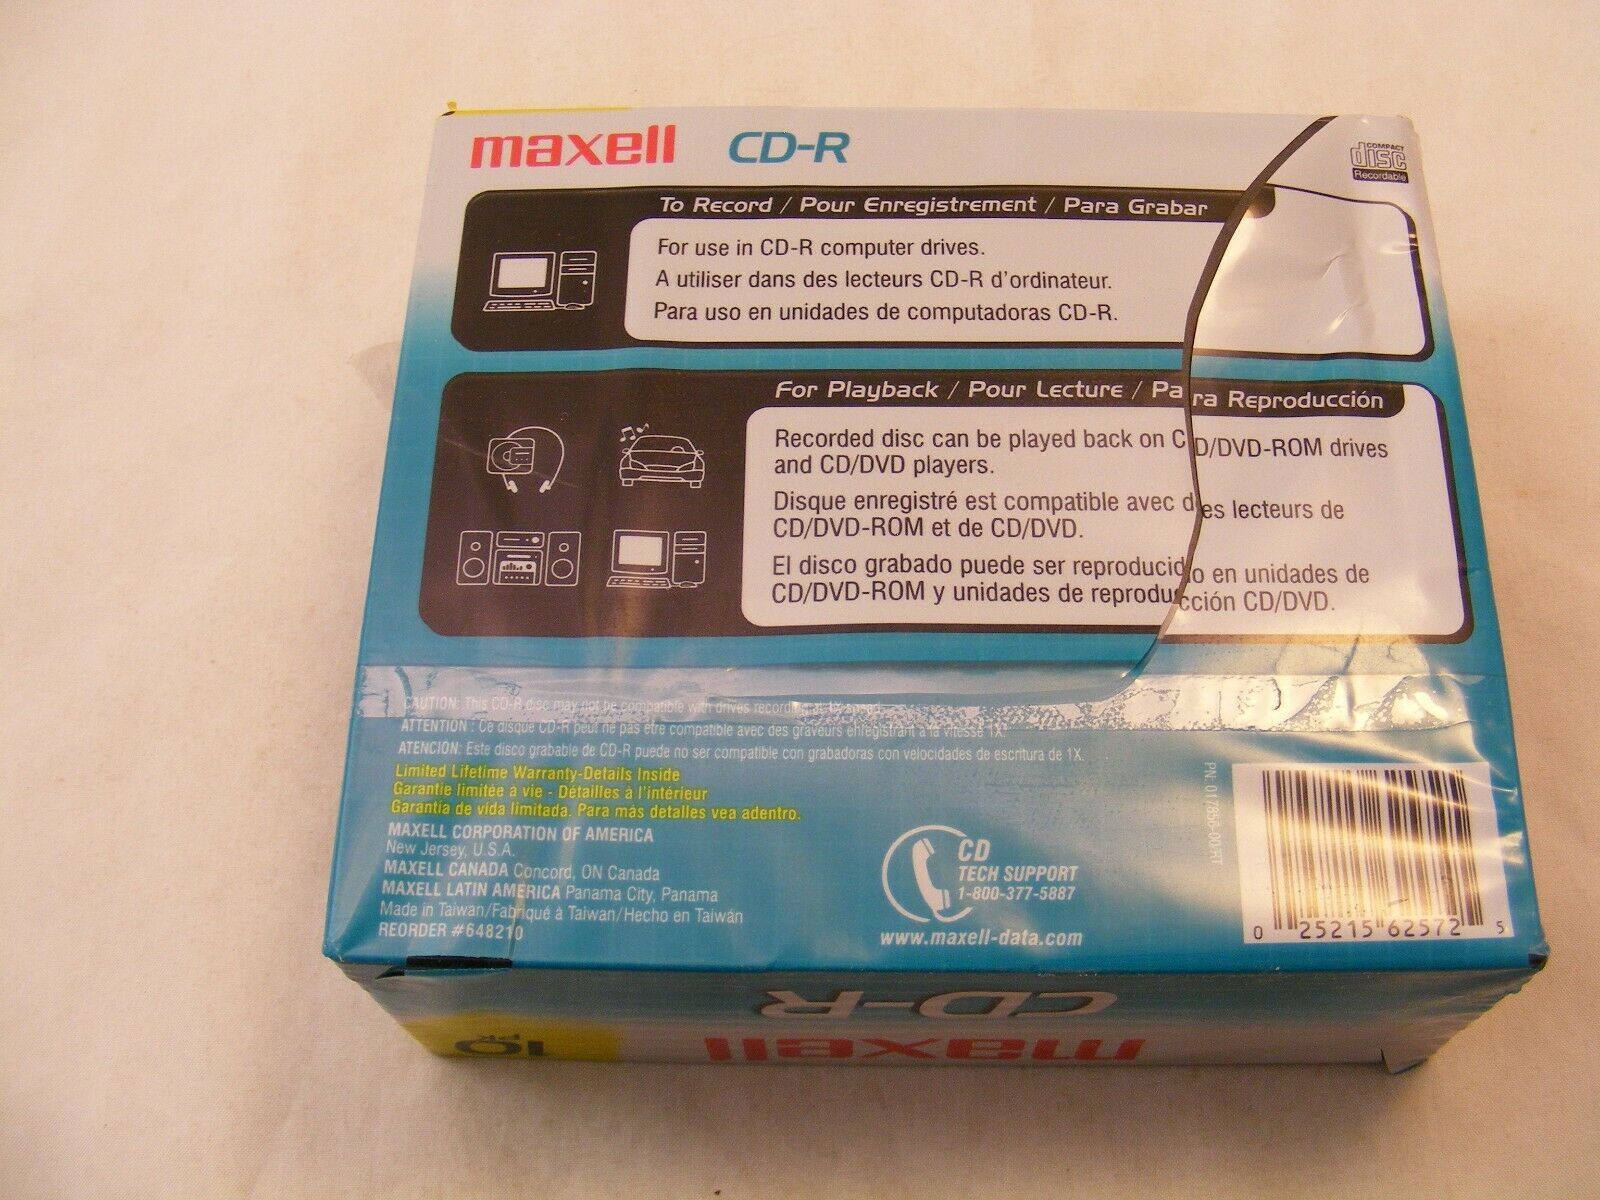 maxell CD-R
COMPACT
disc
Recordable
To Record / Pour Enregistrement / Para Grabar
For use in CD-R computer drives.
A utiliser dans des lecteurs CD-R d'ordinateur.
Para uso en unidades de computadoras CD-R.
For Playback / Pour Lecture / Para Reproducción
Recorded disc can be played back on CD/DVD-ROM drives
and CD/DVD players.
Disque enregistré est compatible avec des lecteurs de
CD/DVD-ROM et de CD/DVD.
El disco grabado puede ser reproducido en unidades de
CD/DVD-ROM y unidades de reproducción CD/DVD.
CAUTION: This CD-R disc may not be compatible with drives recording at 1X speed.
ATTENTION : Ce disque CD-R peut ne pas être compatible avec des graveurs enregistrant à la vitesse 1X.
ATENCIÓN: Este disco grabable de CD-R puede no ser compatible con grabadoras con velocidades de escritura de 1X.
Limited Lifetime Warranty-Details Inside
Garantie limitée à vie - Détailles à l'intérieur
Garantía de vida limitada. Para más detalles vea adentro.
MAXELL CORPORATION OF AMERICA
New Jersey, U.S.A.
MAXELL CANADA Concord, ON Canada
MAXELL LATIN AMERICA Panama City, Panama
Made in Taiwan/Fabriqué à Taiwan/Hecho en Taiwán
REORDER #648210
CD
TECH SUPPORT
1-800-377-5887
www.maxell-data.com
0 25215 62572 5
CD-R
maxell
10 PK